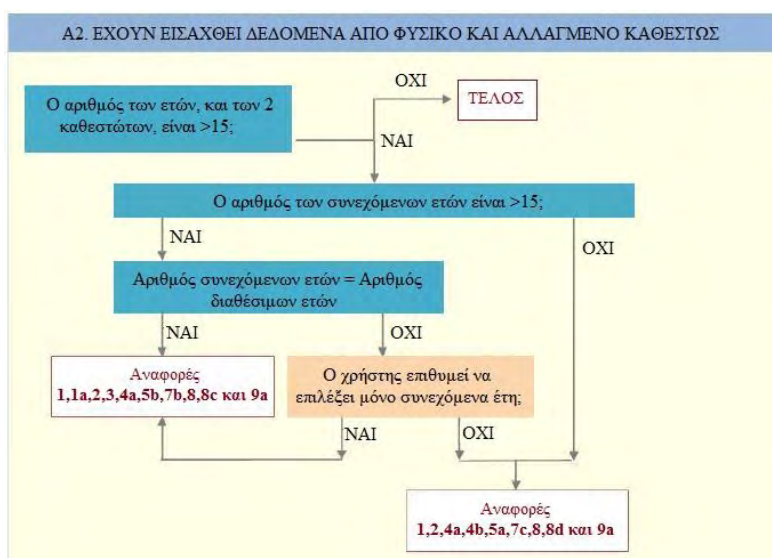 Α2. ΕΧΟΥΝ ΕΙΣΑΧΘΕΙ ΔΕΔΟΜΕΝΑ ΑΠΟ ΦΥΣΙΚΟ ΚΑΙ ΑΛΛΑΓΜΕΝΟ ΚΑΘΕΣΤΩΣ
Ο αριθμός των ετών, και των 2
καθεστώτων, είναι >15;
ΟΧΙ
ΤΕΛΟΣ
ΝΑΙ
Ο αριθμός των συνεχόμενων ετών είναι >15;
ΝΑΙ
ΟΧΙ
Αριθμός συνεχόμενων ετών = Αριθμός
διαθέσιμων ετών
ΝΑΙ
ΟΧΙ
Αναφορές
1,1a,2,3,4a,5b,7b,8,8c και 9a
Ο χρήστης επιθυμεί να
επιλέξει μόνο συνεχόμενα έτη;
ΝΑΙ
ΟΧΙ
Αναφορές
1,2,4a,4b,5a,7c,8,8d και 9a